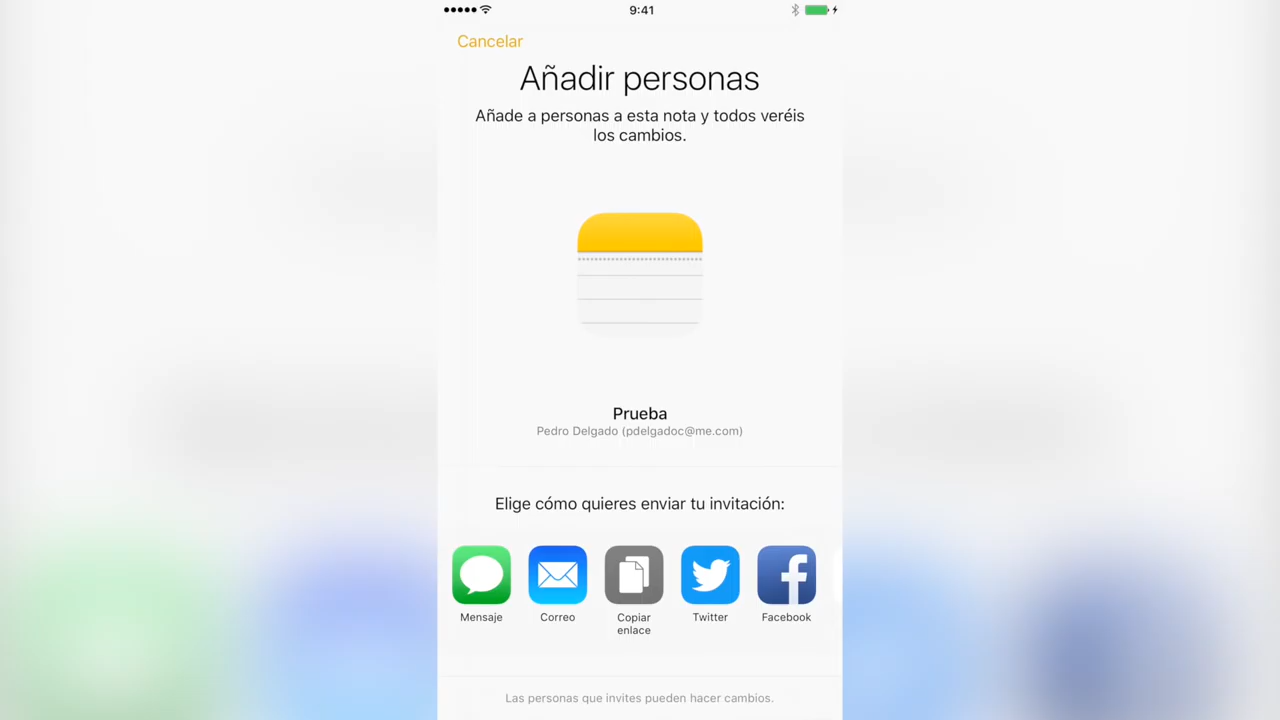 9:41
Cancelar
Añadir personas
Añade a personas a esta nota y todos veréis
los cambios.
Prueba
Pedro Delgado (pdelgadoc@me.com)
Elige cómo quieres enviar tu invitación:
Mensaje
Correo
Copiar
enlace
Twitter
Facebook
Las personas que invites pueden hacer cambios.